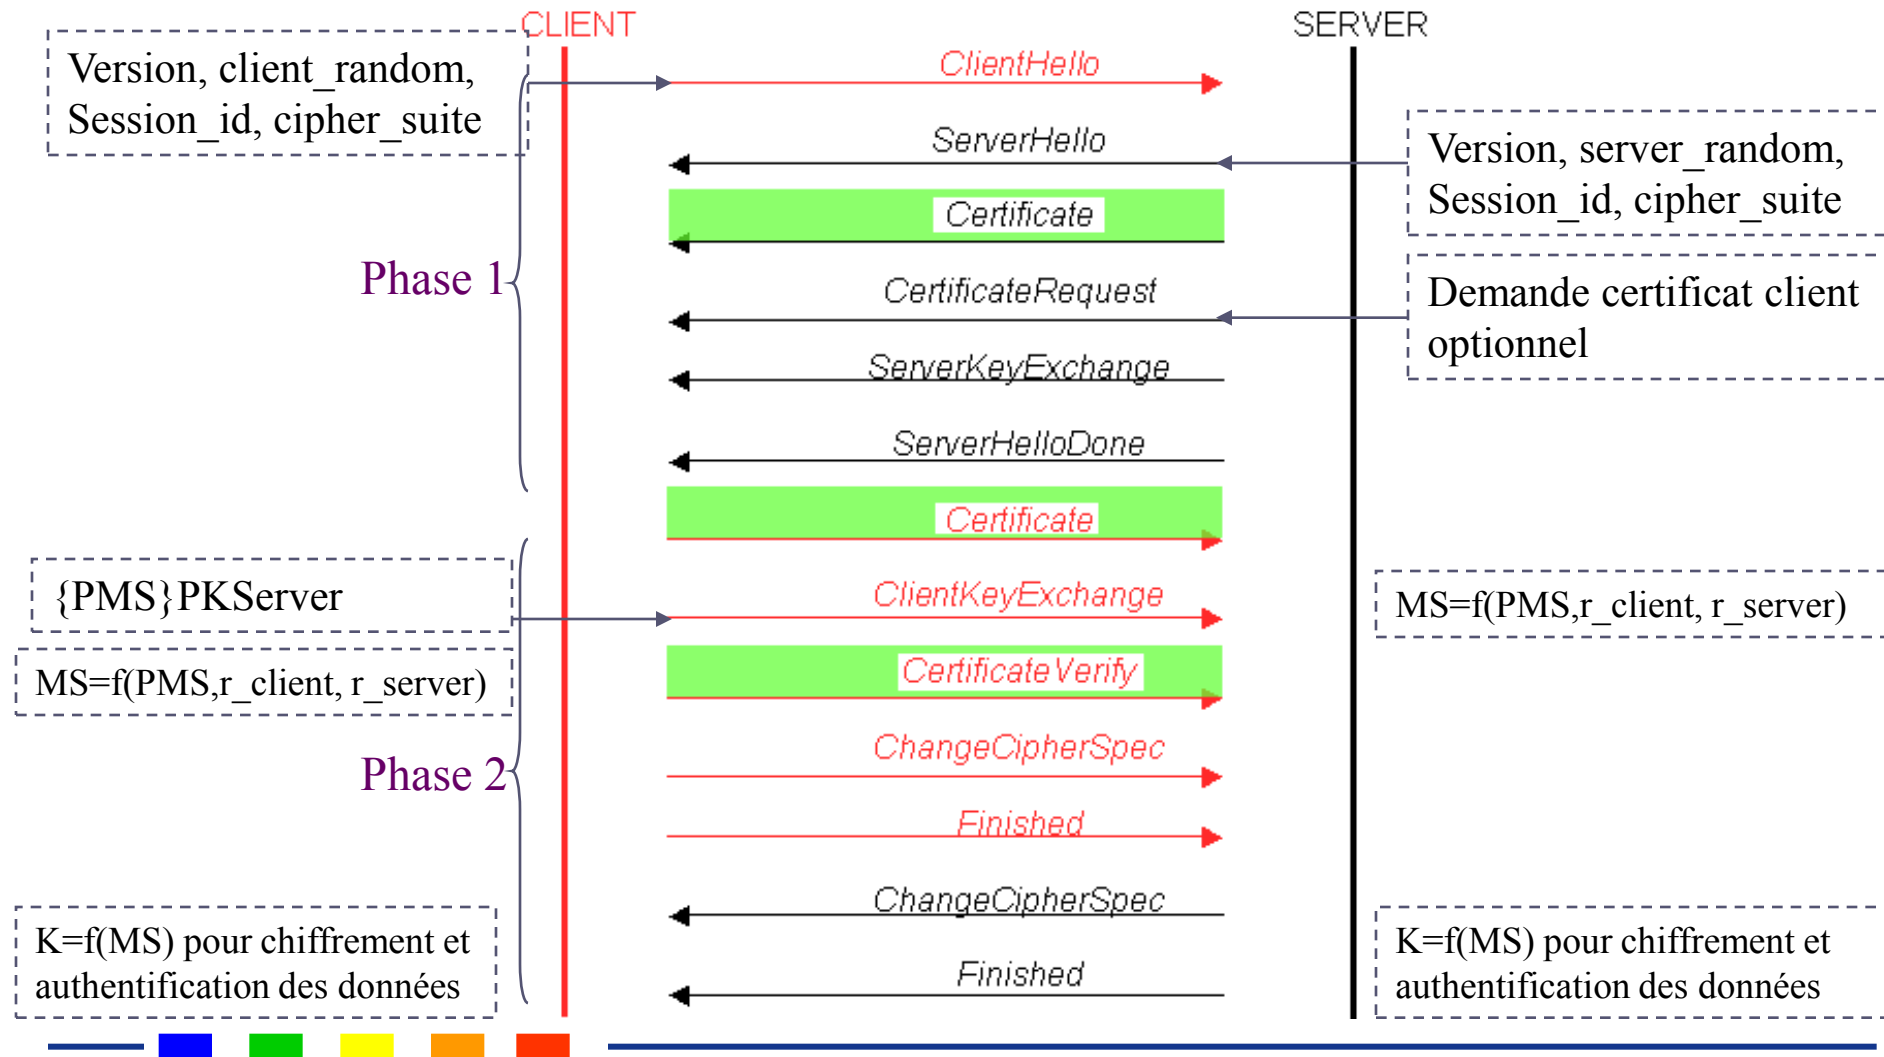 CLIENT
SERVER
Version, client_random,
Session_id, cipher_suite
ClientHello
ServerHello
Version, server_random,
Session_id, cipher_suite
Certificate
Phase 1
CertificateRequest
Demande certificat client
optionnel
ServerKeyExchange
ServerHelloDone
Certificate
{PMS}PKServer
ClientKeyExchange
MS=f(PMS,r_client, r_server)
MS=f(PMS,r_client, r_server)
CertificateVerify
Phase 2
ChangeCipherSpec
Finished
ChangeCipherSpec
K=f(MS) pour chiffrement et
authentification des données
Finished
K=f(MS) pour chiffrement et
authentification des données